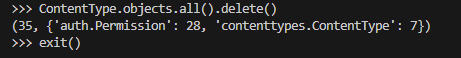 >>> ContentType.objects.all().delete()
(35, {'auth.Permission': 28, 'contenttypes.ContentType': 7})
>>> exit()